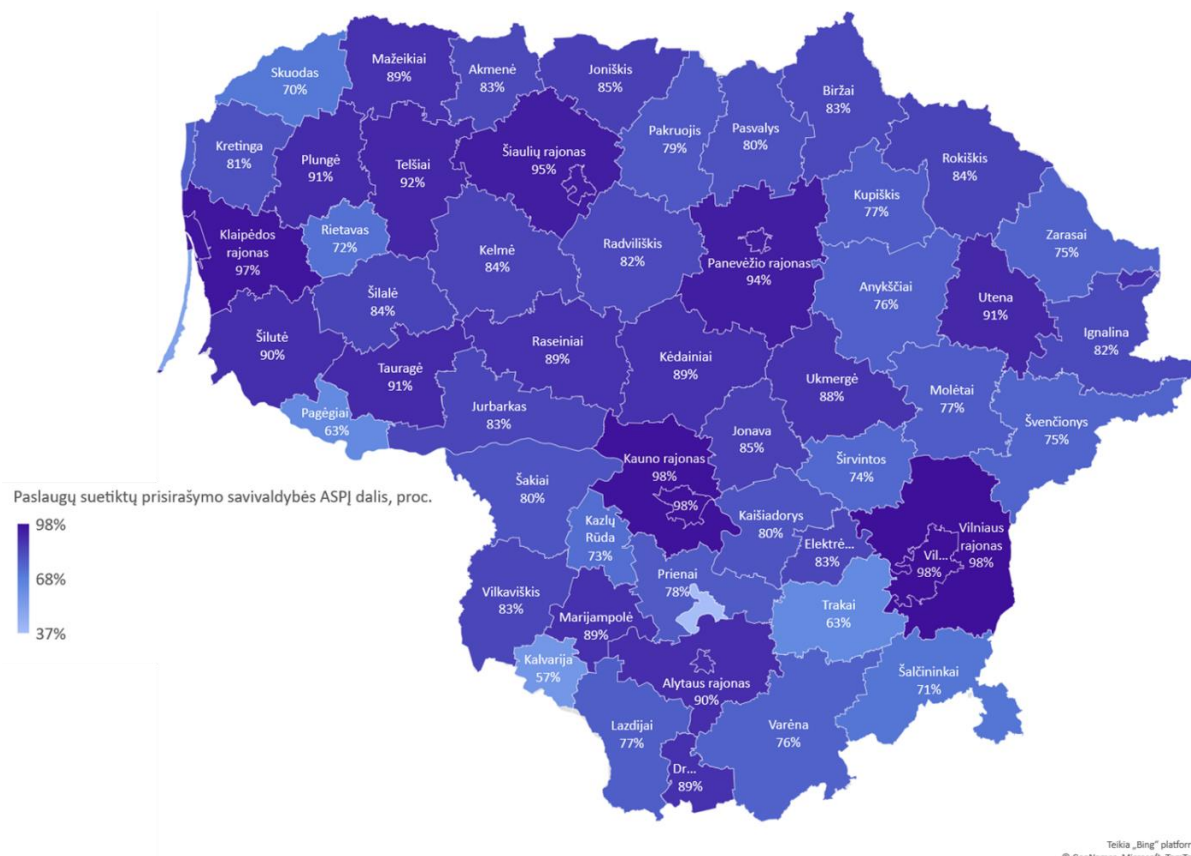 Mažeikiai
89%
Skuodas
70%
Akmenė
83%
Joniškis
85%
Biržai
83%
Kretinga
81%
Plungė
91%
Telšiai
92%
Šiaulių rajonas
95%
Pakruojis
79%
Pasvalys
80%
Rokiškis
84%
Kupiškis
77%
Klaipėdos
rajonas
97%
Rietavas
72%
Kelmė
84%
Radviliškis
82%
Panevėžio rajonas
94%
Zarasai
75%
Anykščiai
76%
Utena
91%
Šilalė
84%
Ignalina
82%
Šilutė
90%
Raseiniai
89%
Kėdainiai
89%
Tauragė
91%
Ukmergė
88%
Molėtai
77%
Pagėgiai
63%
Jurbarkas
83%
Jonava
85%
Švenčionys
75%
Kauno rajonas
98%
98%
Širvintos
74%
Šakiai
80%
Paslaugų suetiktų prisirašymo savivaldybės ASPĮ dalis, proc.
98%
68%
37%
Kazlų
Rūda
73%
Kaišiadorys
80%
Elektrė...
83%
Vilniaus
rajonas
98%
Vil...
98%
Prienai
78%
Vilkaviškis
83%
Marijampolė
89%
Trakai
63%
Kalvarija
57%
Alytaus rajonas
90%
Šalčininkai
71%
Lazdijai
77%
Varėna
76%
Dr...
89%
Teikia „Bing" platform